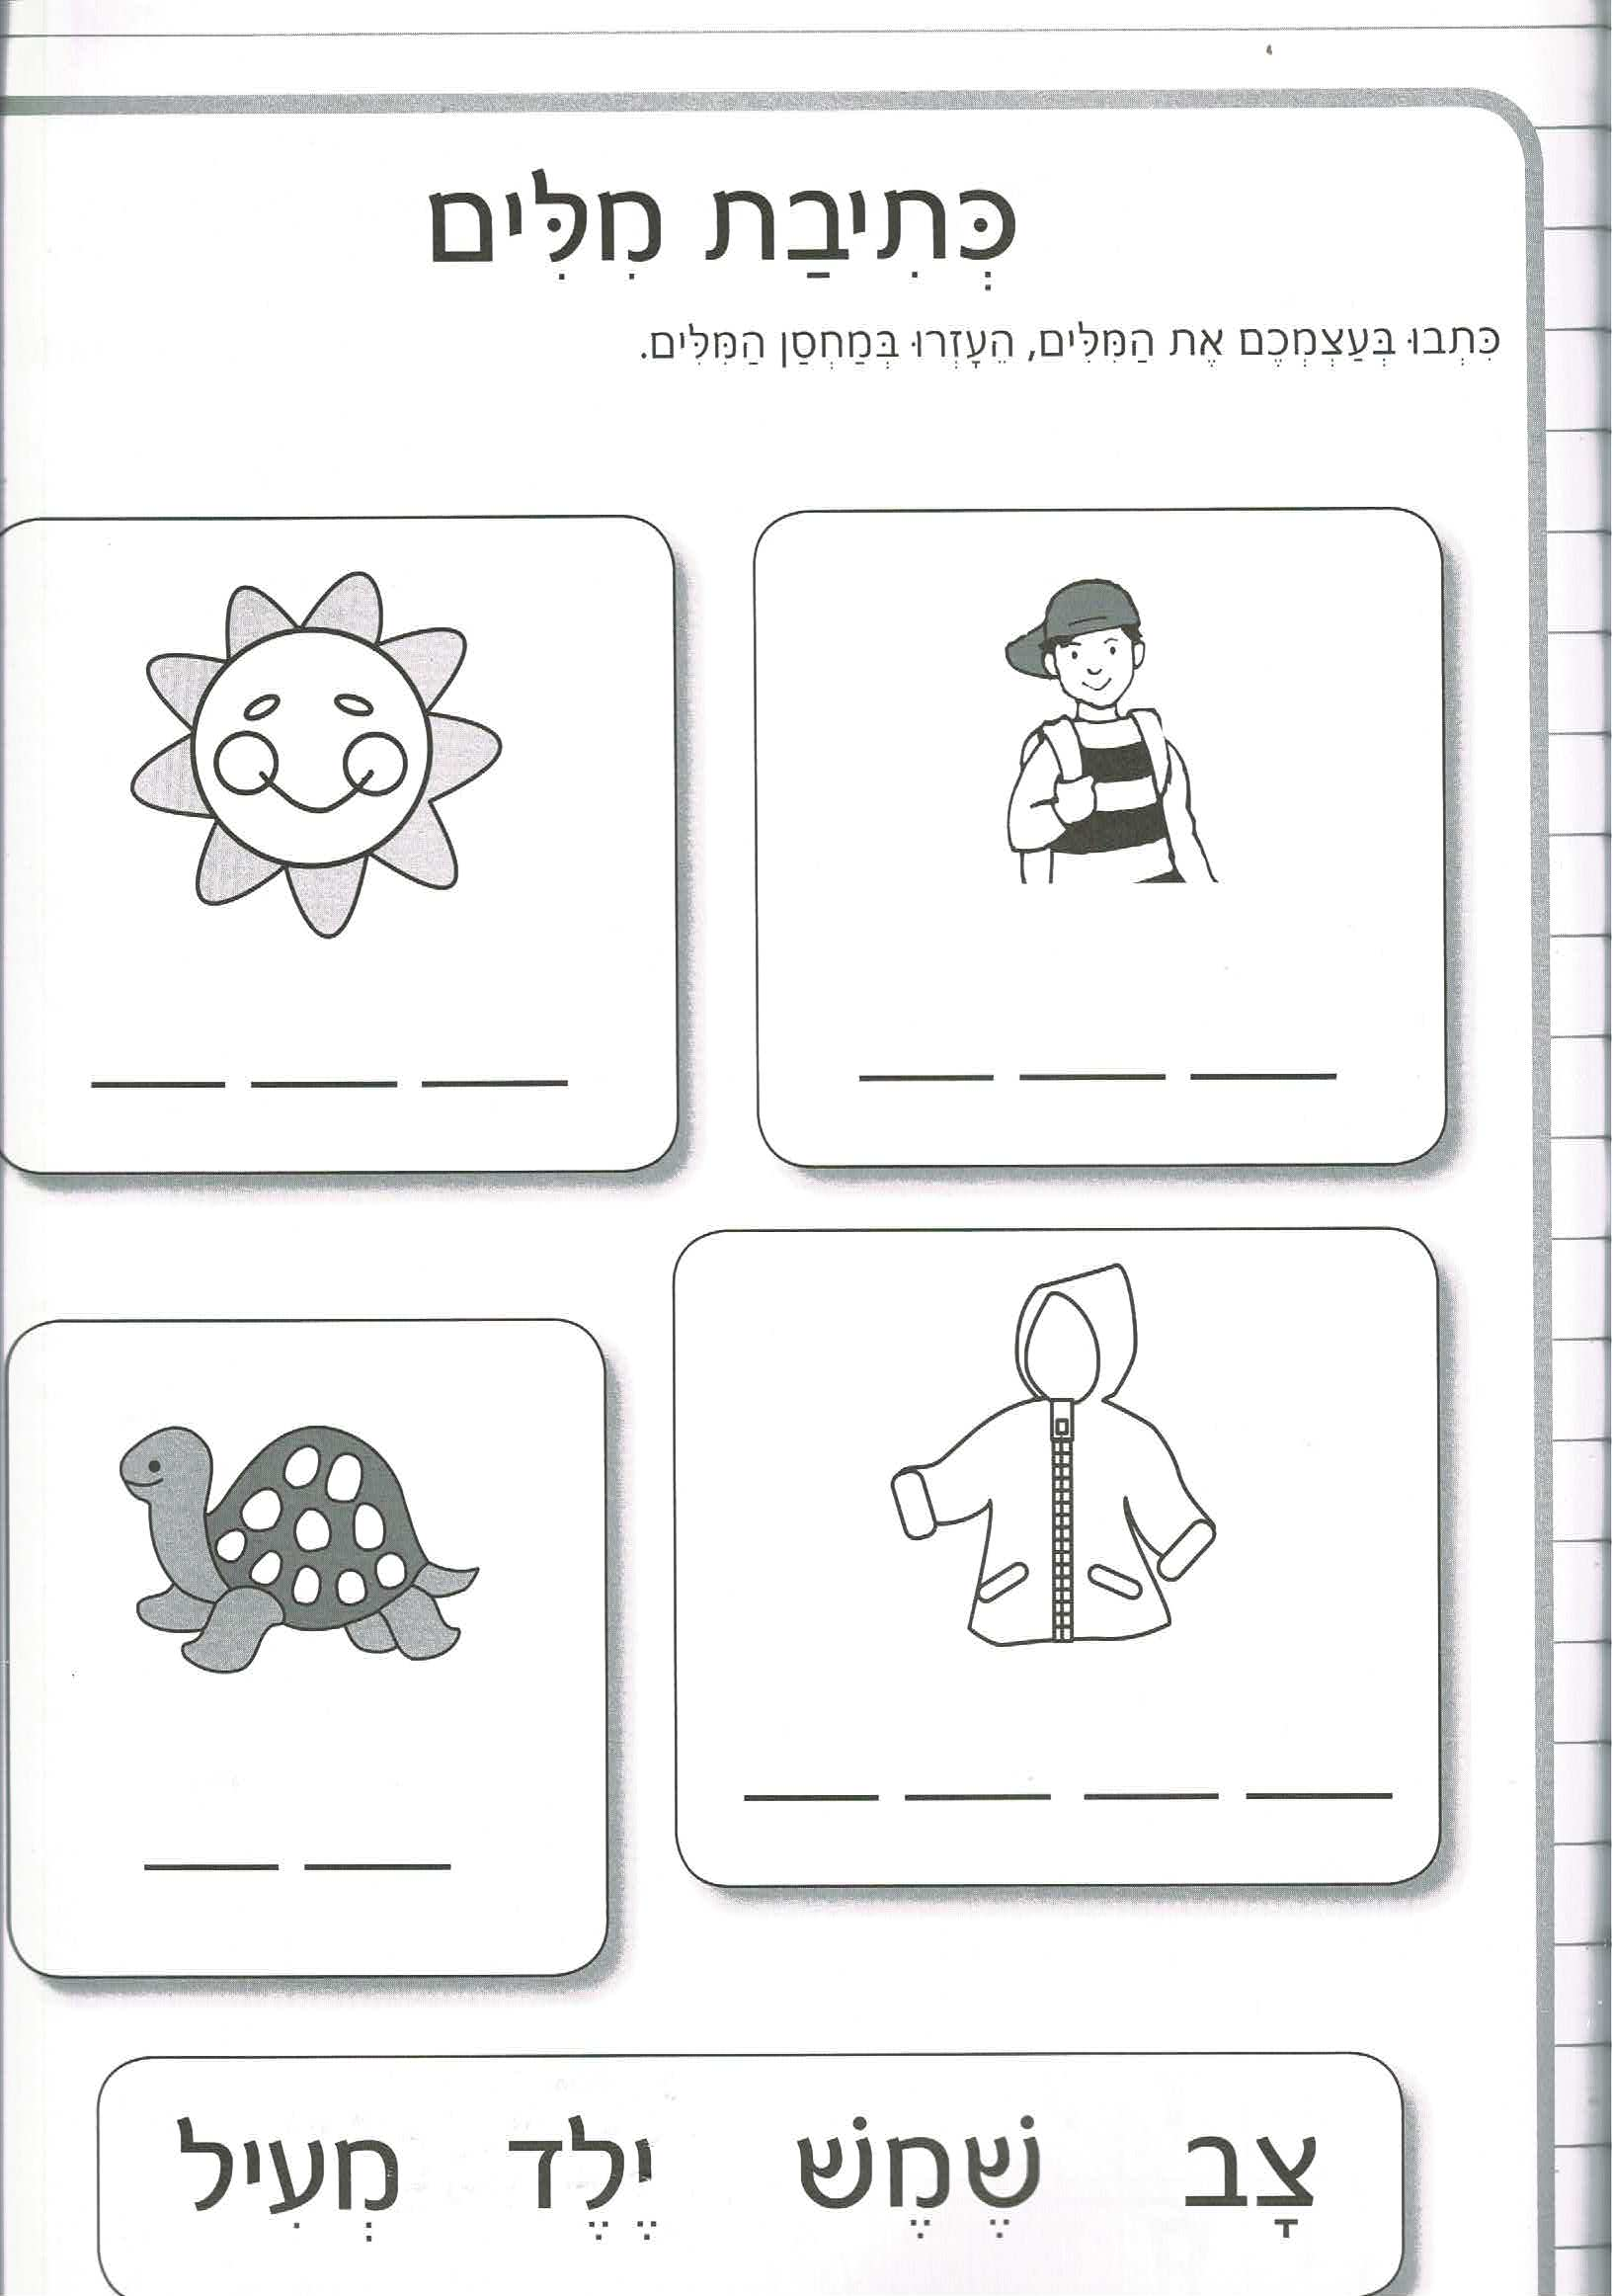 כְּתִיבַת מִלִּים
כִּתְבוּ בְּעַצְמְכֶם אֶת הַמִּלִּים, הֵעָזְרוּ בְּמַחְסַן הַמִּלִּים.
צָב שֶׁמֶשׁ יֶלֶד מְעִיל